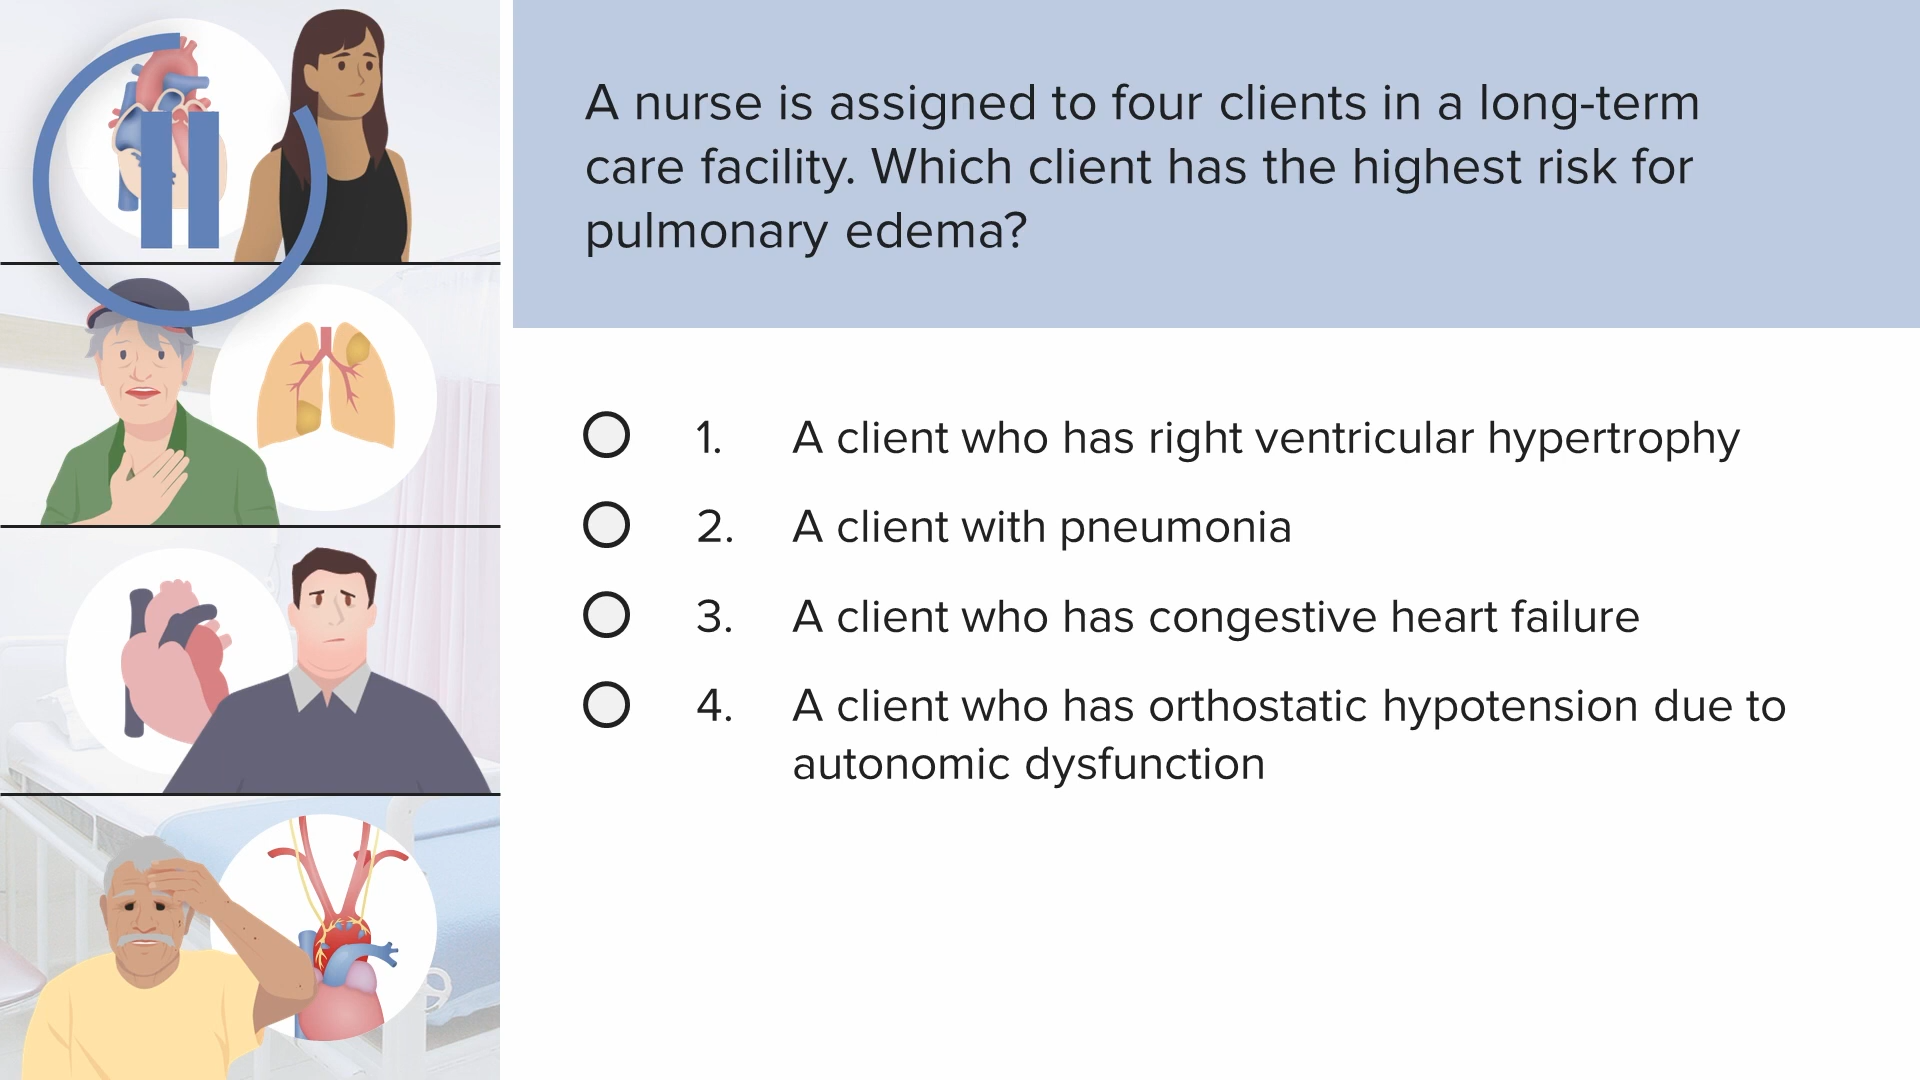 A nurse is assigned to four clients in a long-term
care facility. Which client has the highest risk for
pulmonary edema?
1. A client who has right ventricular hypertrophy
2. A client with pneumonia
3. A client who has congestive heart failure
4. A client who has orthostatic hypotension due to
autonomic dysfunction